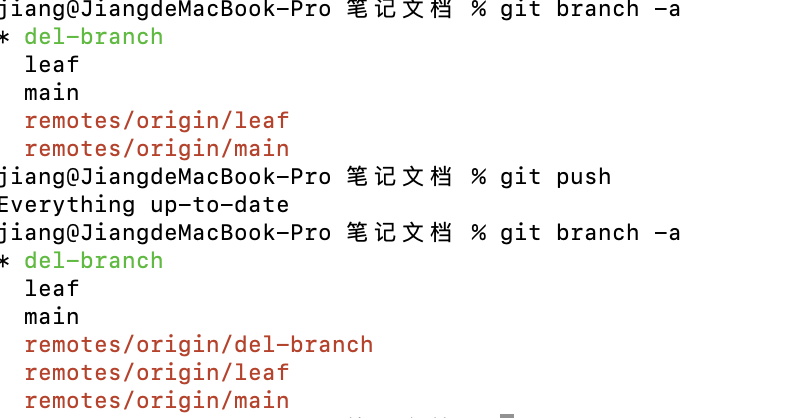 jiang@JiangdeMacBook-Pro 笔记文档 % git branch -a
* del-branch
leaf
main
remotes/origin/leaf
remotes/origin/main
jiang@JiangdeMacBook-Pro 笔记文档 % git push
Everything up-to-date
jiang@JiangdeMacBook-Pro 笔记文档 % git branch -a
* del-branch
leaf
main
remotes/origin/del-branch
remotes/origin/leaf
remotes/origin/main